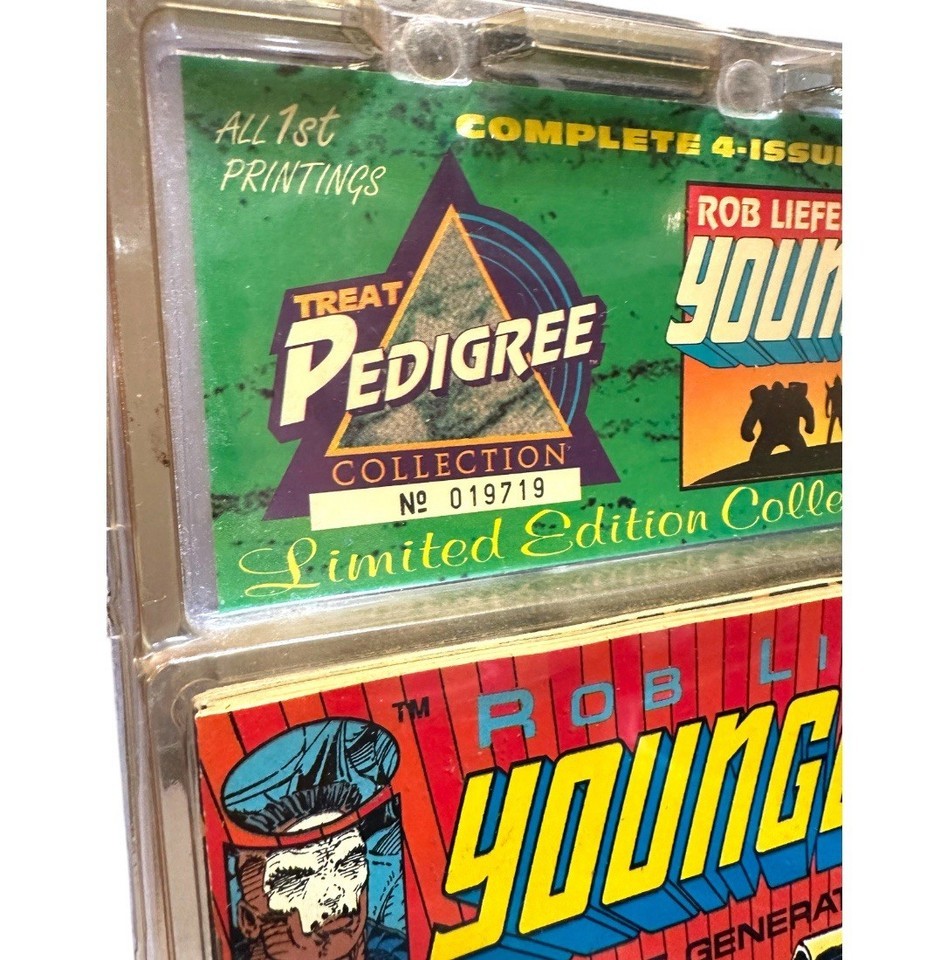 ALL 1st
PRINTINGS
COMPLETE 4-ISSU
ROB LIEFE
YOUN
TREAT
PEDIGREE™
COLLECTION
№ 019719
Limited Edition Colle
™
ROB LI
YOUNG
GENERAT